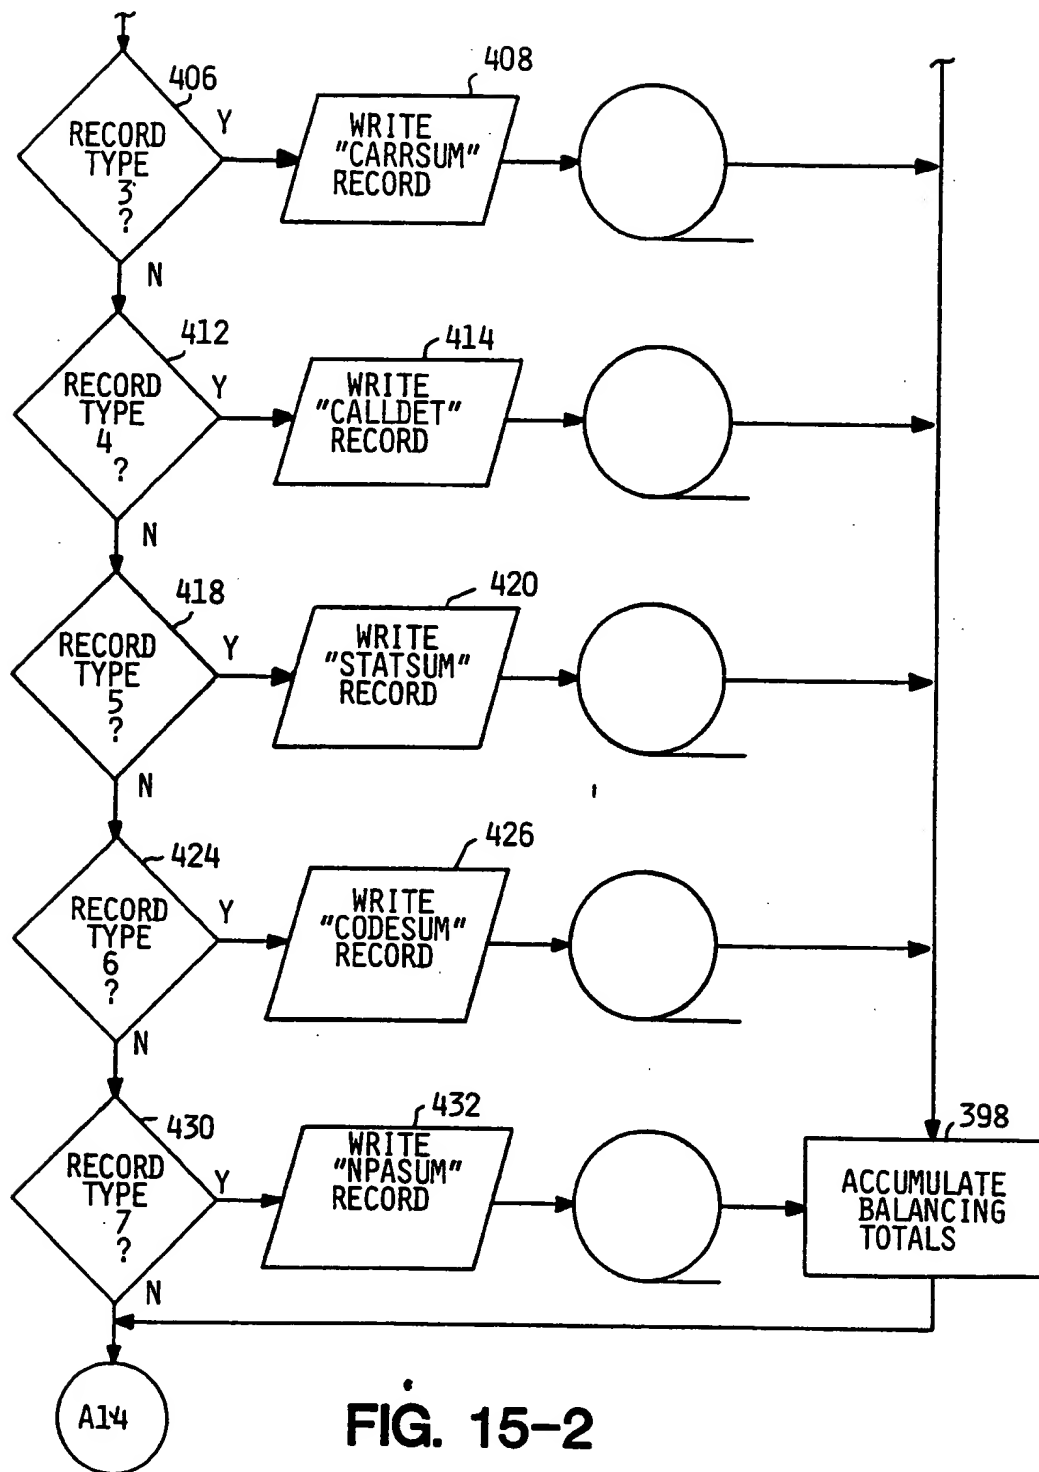 406
RECORD
TYPE
3
?
Y
N
408
WRITE
"CARRSUM"
RECORD
412
RECORD
TYPE
4
?
Y
N
414
WRITE
"CALLDET"
RECORD
418
RECORD
TYPE
5
?
Y
N
420
WRITE
"STATSUM"
RECORD
424
RECORD
TYPE
6
?
Y
N
426
WRITE
"CODESUM"
RECORD
430
RECORD
TYPE
7
?
Y
N
432
WRITE
"NPASUM"
RECORD
398
ACCUMULATE
BALANCING
TOTALS
A14
FIG. 15-2